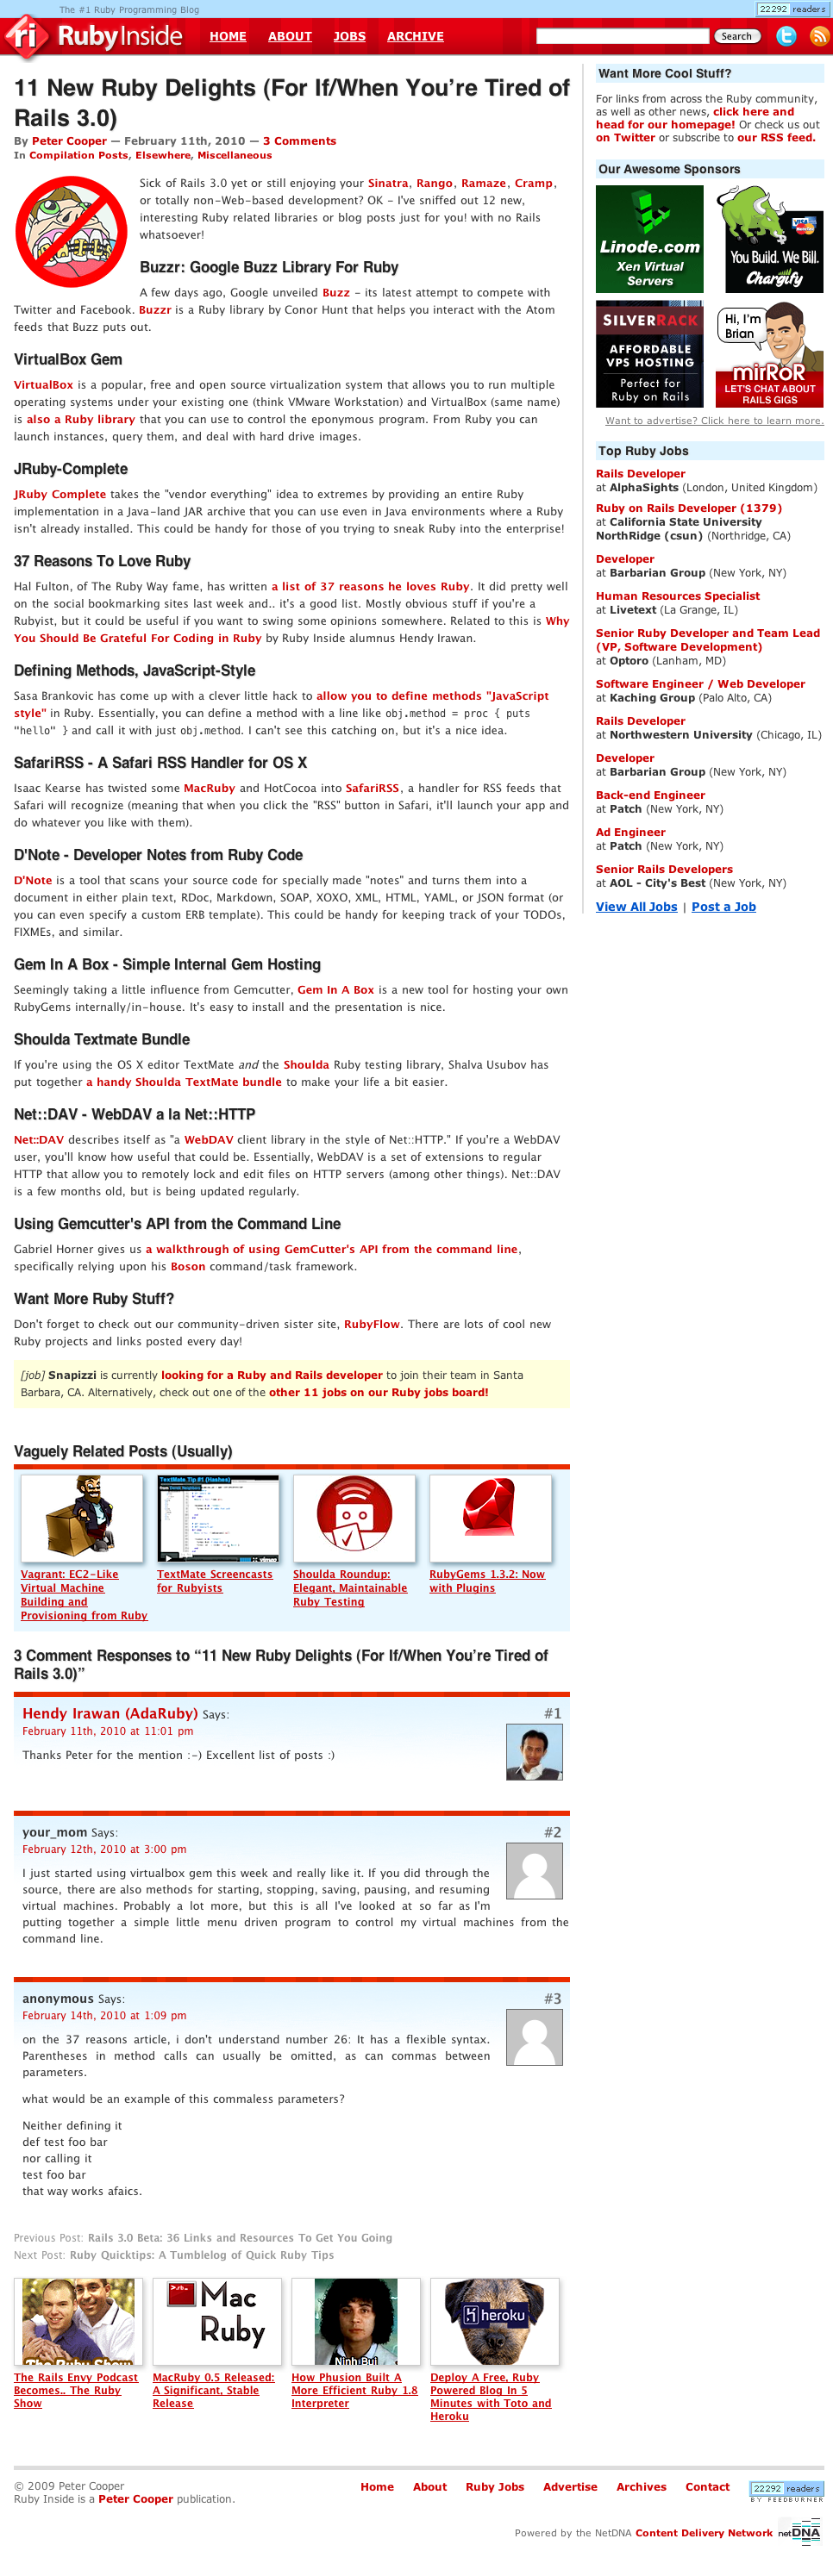 The #1 Ruby Programming Blog
22292 readers
ri RubyInside
HOME ABOUT JOBS ARCHIVE
Search
11 New Ruby Delights (For If/When You're Tired of
Rails 3.0)
By Peter Cooper — February 11th, 2010 — 3 Comments
In Compilation Posts, Elsewhere, Miscellaneous
Sick of Rails 3.0 yet or still enjoying your Sinatra, Rango, Ramaze, Cramp,
or totally non-Web-based development? OK - I've sniffed out 12 new,
interesting Ruby related libraries or blog posts just for you! with no Rails
whatsoever!
Buzzr: Google Buzz Library For Ruby
A few days ago, Google unveiled Buzz - its latest attempt to compete with
Twitter and Facebook. Buzzr is a Ruby library by Conor Hunt that helps you interact with the Atom
feeds that Buzz puts out.
VirtualBox Gem
VirtualBox is a popular, free and open source virtualization system that allows you to run multiple
operating systems under your existing one (think VMware Workstation) and VirtualBox (same name)
is also a Ruby library that you can use to control the eponymous program. From Ruby you can
launch instances, query them, and deal with hard drive images.
JRuby-Complete
JRuby Complete takes the "vendor everything" idea to extremes by providing an entire Ruby
implementation in a Java-land JAR archive that you can use even in Java environments where a Ruby
isn't already installed. This could be handy for those of you trying to sneak Ruby into the enterprise!
37 Reasons To Love Ruby
Hal Fulton, of The Ruby Way fame, has written a list of 37 reasons he loves Ruby. It did pretty well
on the social bookmarking sites last week and.. it's a good list. Mostly obvious stuff if you're a
Rubyist, but it could be useful if you want to swing some opinions somewhere. Related to this is Why
You Should Be Grateful For Coding in Ruby by Ruby Inside alumnus Hendy Irawan.
Defining Methods, JavaScript-Style
Sasa Brankovic has come up with a clever little hack to allow you to define methods "JavaScript
style" in Ruby. Essentially, you can define a method with a line like obj.method = proc { puts
"hello" } and call it with just obj.method. I can't see this catching on, but it's a nice idea.
SafariRSS - A Safari RSS Handler for OS X
Isaac Kearse has twisted some MacRuby and HotCocoa into SafariRSS, a handler for RSS feeds that
Safari will recognize (meaning that when you click the "RSS" button in Safari, it'll launch your app and
do whatever you like with them).
D'Note - Developer Notes from Ruby Code
D'Note is a tool that scans your source code for specially made "notes" and turns them into a
document in either plain text, RDoc, Markdown, SOAP, XOXO, XML, HTML, YAML, or JSON format (or
you can even specify a custom ERB template). This could be handy for keeping track of your TODOs,
FIXMEs, and similar.
Gem In A Box - Simple Internal Gem Hosting
Seemingly taking a little influence from Gemcutter, Gem In A Box is a new tool for hosting your own
RubyGems internally/in-house. It's easy to install and the presentation is nice.
Shoulda Textmate Bundle
If you're using the OS X editor TextMate and the Shoulda Ruby testing library, Shalva Usubov has
put together a handy Shoulda TextMate bundle to make your life a bit easier.
Net::DAV - WebDAV a la Net::HTTP
Net::DAV describes itself as "a WebDAV client library in the style of Net::HTTP." If you're a WebDAV
user, you'll know how useful that could be. Essentially, WebDAV is a set of extensions to regular
HTTP that allow you to remotely lock and edit files on HTTP servers (among other things). Net::DAV
is a few months old, but is being updated regularly.
Using Gemcutter's API from the Command Line
Gabriel Horner gives us a walkthrough of using GemCutter's API from the command line,
specifically relying upon his Boson command/task framework.
Want More Ruby Stuff?
Don't forget to check out our community-driven sister site, RubyFlow. There are lots of cool new
Ruby projects and links posted every day!
[job] Snapizzi is currently looking for a Ruby and Rails developer to join their team in Santa
Barbara, CA. Alternatively, check out one of the other 11 jobs on our Ruby jobs board!
Vaguely Related Posts (Usually)
TextMate Tip #1 (Hashes)
vimeo
Vagrant: EC2-Like
Virtual Machine
Building and
Provisioning from Ruby
TextMate Screencasts
for Rubyists
Shoulda Roundup:
Elegant, Maintainable
Ruby Testing
RubyGems 1.3.2: Now
with Plugins
3 Comment Responses to “11 New Ruby Delights (For If/When You’re Tired of
Rails 3.0)”
Hendy Irawan (AdaRuby) Says:
#1
February 11th, 2010 at 11:01 pm
Thanks Peter for the mention :-) Excellent list of posts :)
your_mom Says:
#2
February 12th, 2010 at 3:00 pm
I just started using virtualbox gem this week and really like it. If you did through the
source, there are also methods for starting, stopping, saving, pausing, and resuming
virtual machines. Probably a lot more, but this is all I've looked at so far as I'm
putting together a simple little menu driven program to control my virtual machines from the
command line.
anonymous Says:
#3
February 14th, 2010 at 1:09 pm
on the 37 reasons article, i don't understand number 26: It has a flexible syntax.
Parentheses in method calls can usually be omitted, as can commas between
parameters.
what would be an example of this commaless parameters?
Neither defining it
def test foo bar
nor calling it
test foo bar
that way works afaics.
Previous Post: Rails 3.0 Beta: 36 Links and Resources To Get You Going
Next Post: Ruby Quicktips: A Tumblelog of Quick Ruby Tips
The Ruby Show
Mac
Ruby
Ninh Bui
heroku
The Rails Envy Podcast
Becomes.. The Ruby
Show
MacRuby 0.5 Released:
A Significant, Stable
Release
How Phusion Built A
More Efficient Ruby 1.8
Interpreter
Deploy A Free, Ruby
Powered Blog In 5
Minutes with Toto and
Heroku
Want More Cool Stuff?
For links from across the Ruby community,
as well as other news, click here and
head for our homepage! Or check us out
on Twitter or subscribe to our RSS feed.
Our Awesome Sponsors
Linode.com
Xen Virtual
Servers
VISA
You Build. We Bill.
Chargify
SILVERRACK
AFFORDABLE
VPS HOSTING
Perfect for
Ruby on Rails
Hi, I'm
Brian
mirRoR
LET'S CHAT ABOUT
RAILS GIGS
Want to advertise? Click here to learn more.
Top Ruby Jobs
Rails Developer
at AlphaSights (London, United Kingdom)
Ruby on Rails Developer (1379)
at California State University
NorthRidge (csun) (Northridge, CA)
Developer
at Barbarian Group (New York, NY)
Human Resources Specialist
at Livetext (La Grange, IL)
Senior Ruby Developer and Team Lead
(VP, Software Development)
at Optoro (Lanham, MD)
Software Engineer / Web Developer
at Kaching Group (Palo Alto, CA)
Rails Developer
at Northwestern University (Chicago, IL)
Developer
at Barbarian Group (New York, NY)
Back-end Engineer
at Patch (New York, NY)
Ad Engineer
at Patch (New York, NY)
Senior Rails Developers
at AOL - City's Best (New York, NY)
View All Jobs | Post a Job
© 2009 Peter Cooper
Ruby Inside is a Peter Cooper publication.
Home About Ruby Jobs Advertise Archives Contact
22292 readers
BY FEEDBURNER
Powered by the NetDNA Content Delivery Network
netDNA